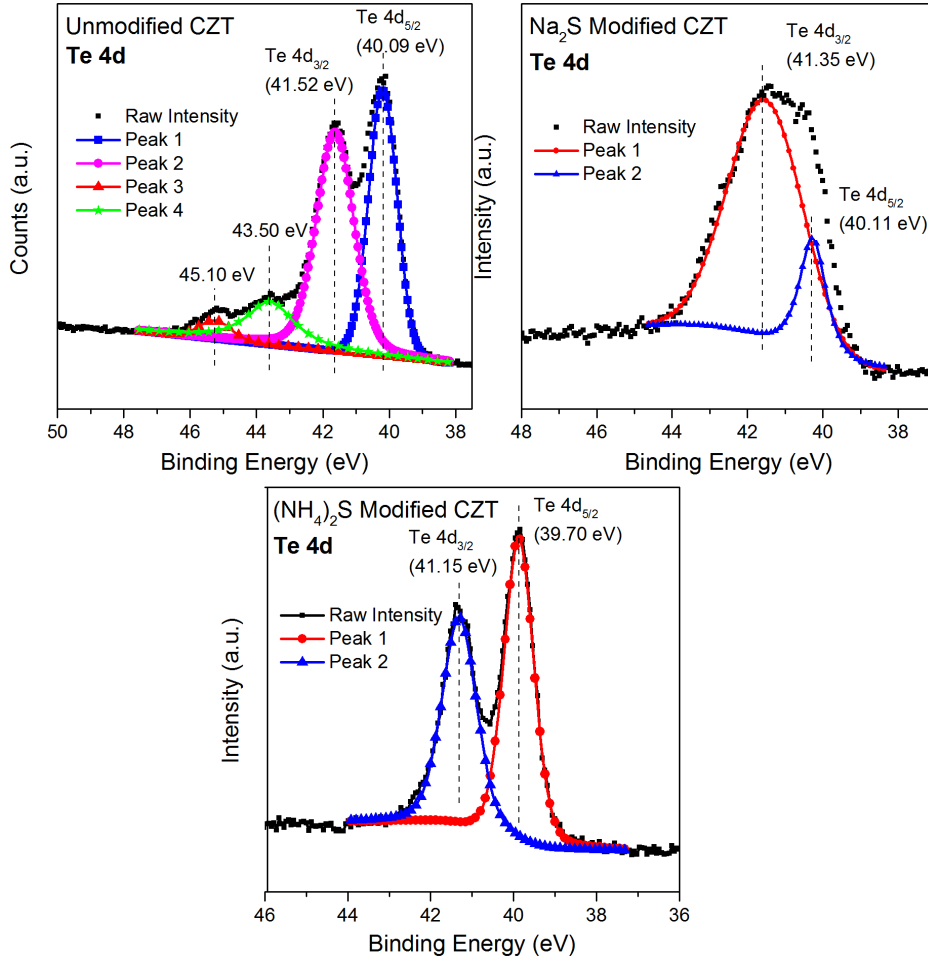 Unmodified CZT
Te 4d
Te 4d5/2
(40.09 eV)
Te 4d3/2
(41.52 eV)
Raw Intensity
Peak 1
Peak 2
Peak 3
Peak 4
43.50 eV
45.10 eV
Counts (a.u.)
50 48 46 44 42 40 38
Binding Energy (eV)
Na2S Modified CZT
Te 4d
Te 4d3/2
(41.35 eV)
Raw Intensity
Peak 1
Peak 2
Te 4d5/2
(40.11 eV)
Intensity (a.u.)
48 46 44 42 40 38
Binding Energy (eV)
(NH4)2S Modified CZT
Te 4d
Te 4d5/2
(39.70 eV)
Te 4d3/2
(41.15 eV)
Raw Intensity
Peak 1
Peak 2
Intensity (a.u.)
46 44 42 40 38 36
Binding Energy (eV)